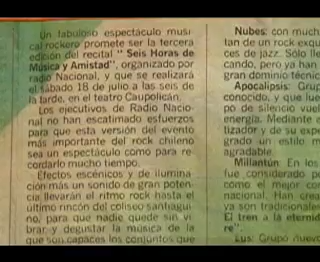 Un fabuloso espectáculo musi-
cal rockero promete ser la tercera
edición del recital "Seis Horas de
Música y Amistad", organizado por
radio Nacional, y que se realizará
el sábado 18 de julio a las seis de
la tarde, en el teatro Caupolicán.
Los ejecutivos de Radio Nacio-
nal no han escatimado esfuerzos
para que esta versión del evento
más importante del rock chileno
sea un espectáculo como para re-
cordarlo mucho tiempo.
Efectos escénicos y de ilumina-
ción más un sonido de gran poten-
cia llevarán el ritmo rock hasta el
último rincón del coliseo santiagui-
no, para que nadie quede sin vi-
brar y degustar la música de la
que son capaces los conjuntos que
Nubes: con much
tan de un rock exqu
ces de jazz. Sólo lle
cando, pero ya han
gran dominio técnic
Apocalipsis: Grup
conocido, y que lue
po de silencio vuel
energía. Mediante
tizador y de su expe
grado un estilo m
agradable.
Millantún: En los
fue considerado po
como el mejor con
nacional. Han crea
ya son tradicionales
El tren a la eternid
re".
Lus: Grupo nuevo